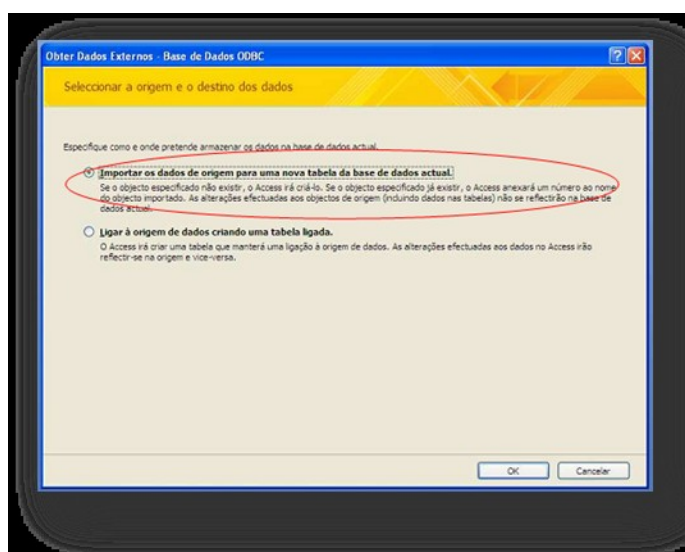 Obter Dados Externos - Base de Dados ODBC
Seleccionar a origem e o destino dos dados
Especifique como e onde pretende armazenar os dados na base de dados actual.
Importar os dados de origem para uma nova tabela da base de dados actual.
Se o objecto especificado não existir, o Access irá criá-lo. Se o objecto especificado já existir, o Access anexará um número ao nome
do objecto importado. As alterações efectuadas aos objectos de origem (incluindo dados nas tabelas) não se reflectirão na base de
dados actual.
Ligar à origem de dados criando uma tabela ligada.
O Access irá criar uma tabela que manterá uma ligação à origem de dados. As alterações efectuadas aos dados no Access irão
reflectir-se na origem e vice-versa.
OK Cancelar